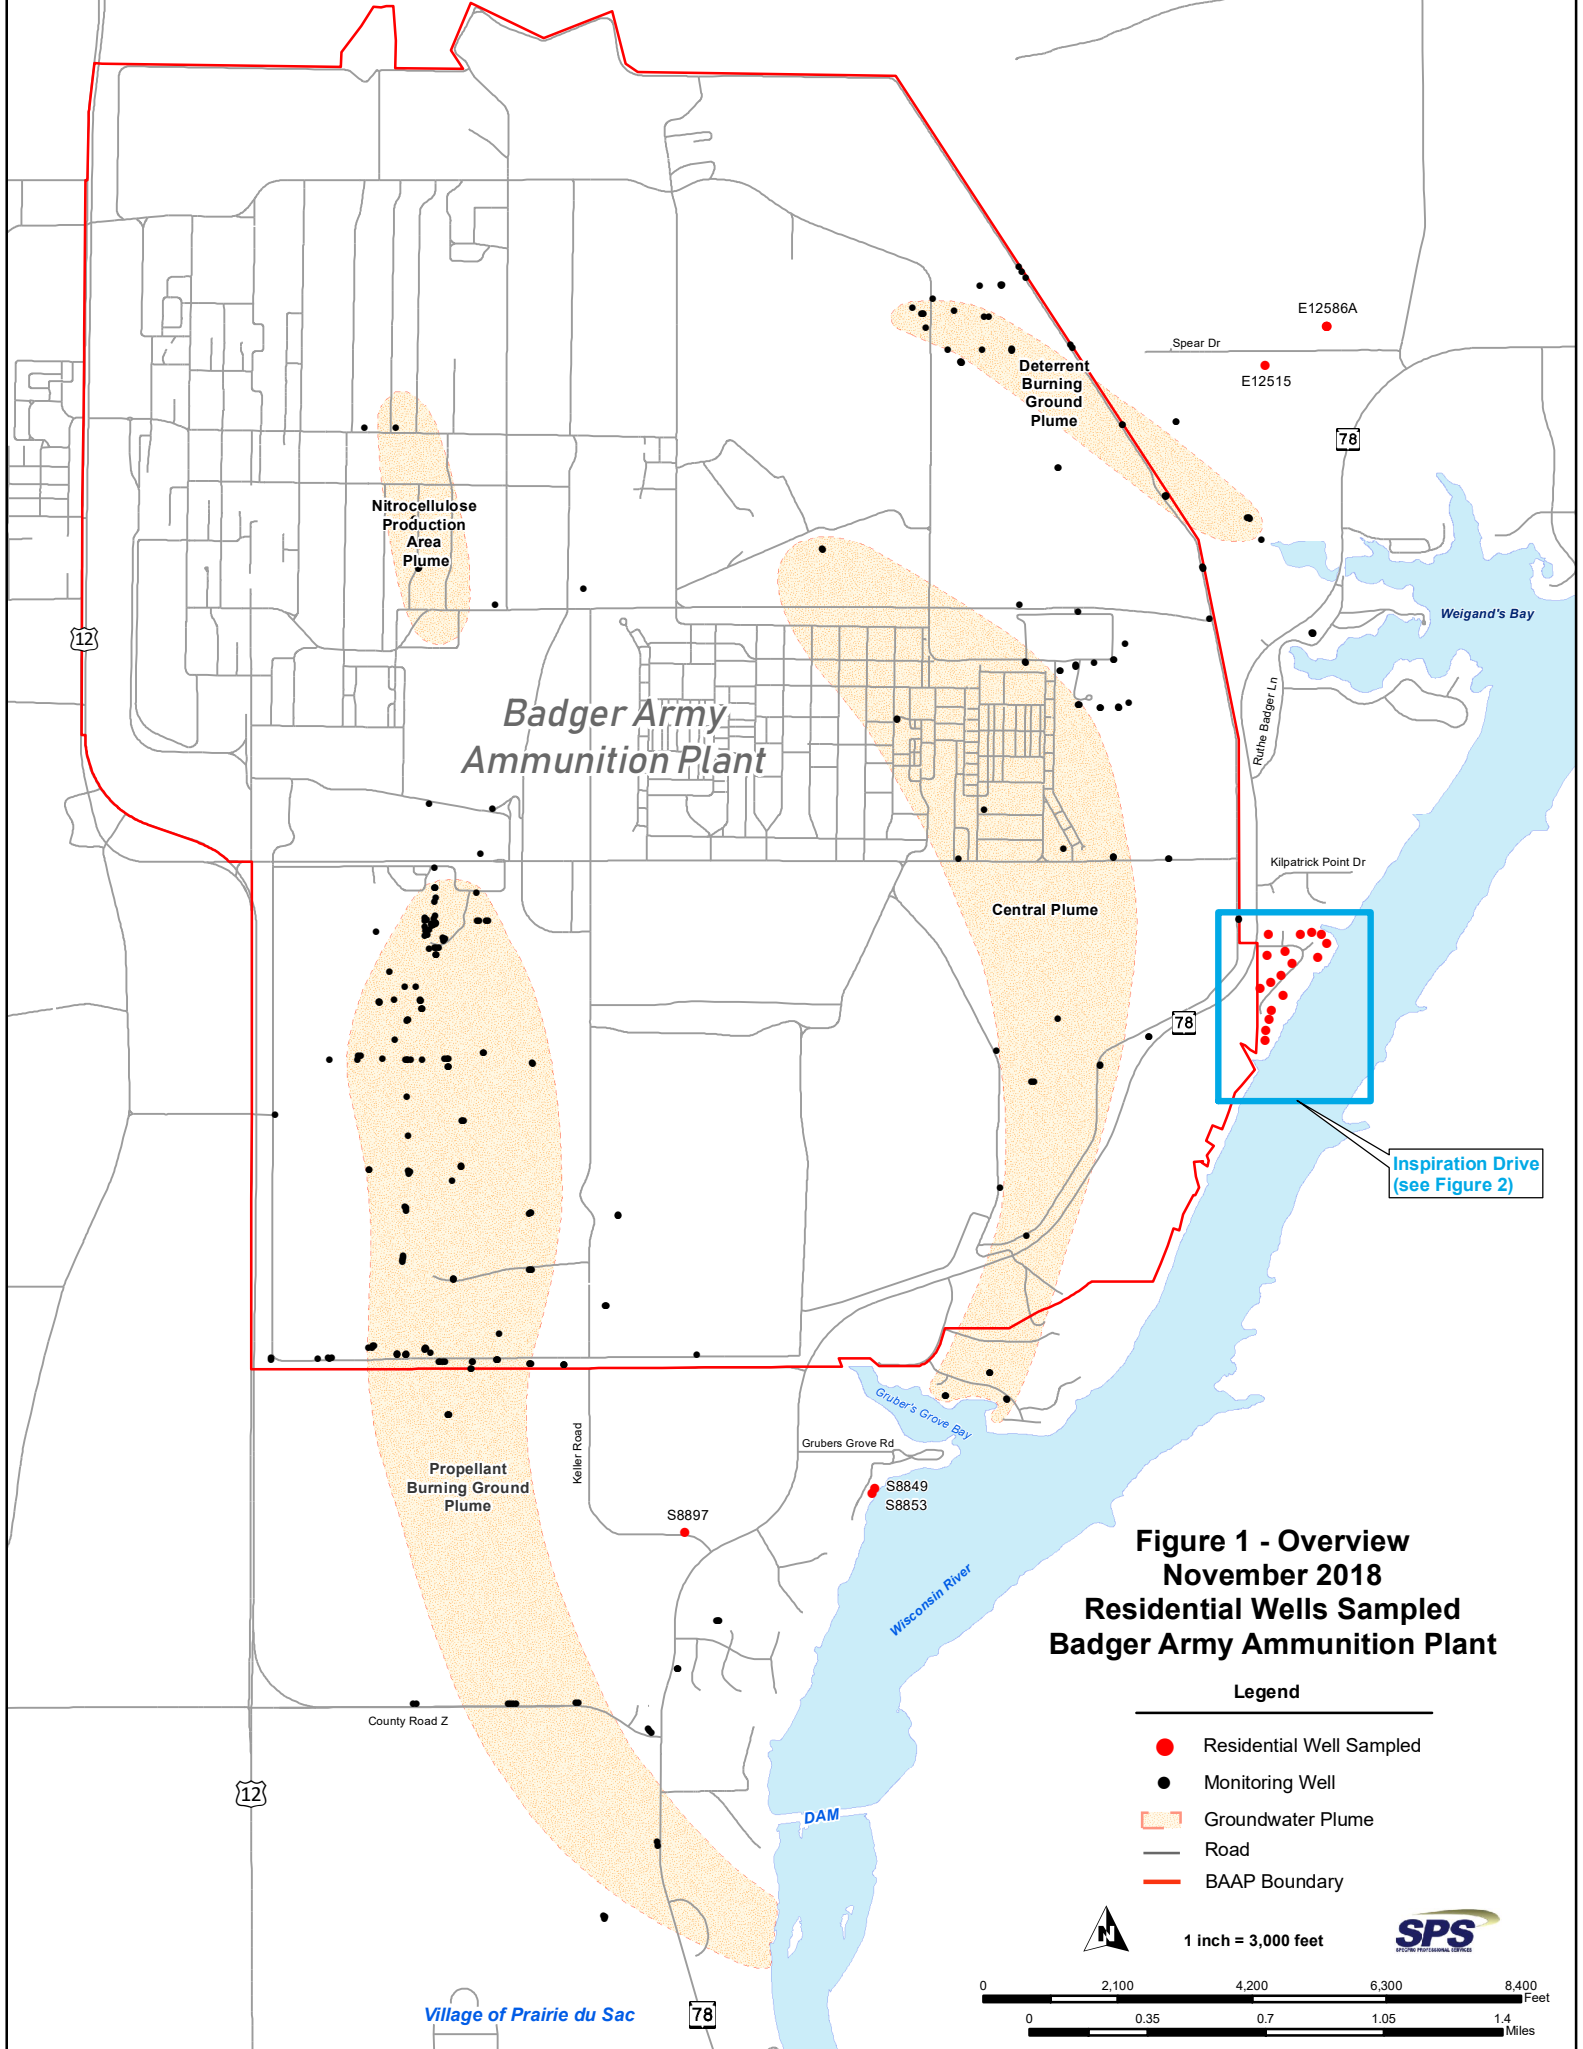 E12586A
Spear Dr
E12515
Deterrent
Burning
Ground
Plume
78
Nitrocellulose
Production
Area
Plume
12
Weigand's Bay
Ruthe Badger Ln
Badger Army
Ammunition Plant
Kilpatrick Point Dr
Central Plume
78
Inspiration Drive
(see Figure 2)
Gruber's Grove Bay
Grubers Grove Rd
Keller Road
Propellant
Burning Ground
Plume
S8849
S8853
S8897
Wisconsin River
County Road Z
12
DAM
Village of Prairie du Sac
78
Figure 1 - Overview
November 2018
Residential Wells Sampled
Badger Army Ammunition Plant
Legend
Residential Well Sampled
Monitoring Well
Groundwater Plume
Road
BAAP Boundary
N
1 inch = 3,000 feet
SPS
SPECPRO PROFESSIONAL SERVICES
0 2,100 4,200 6,300 8,400
Feet
0 0.35 0.7 1.05 1.4
Miles